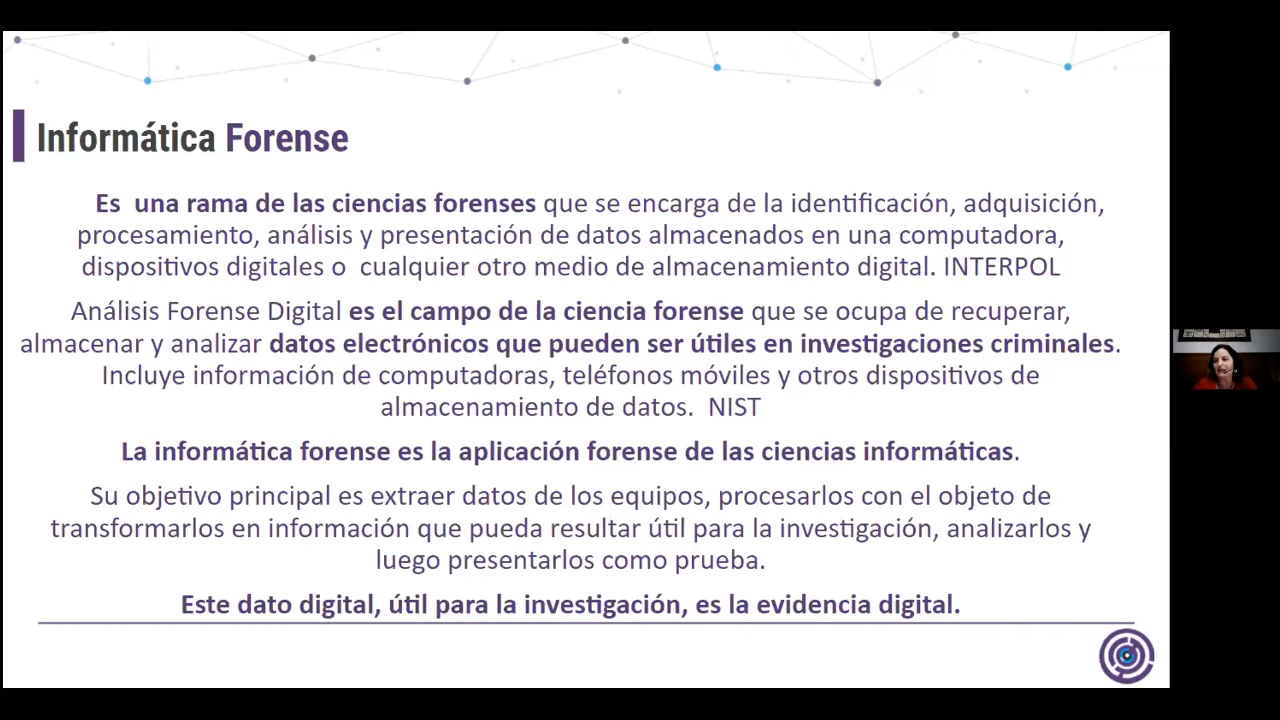 Informática Forense
Es una rama de las ciencias forenses que se encarga de la identificación, adquisición,
procesamiento, análisis y presentación de datos almacenados en una computadora,
dispositivos digitales o cualquier otro medio de almacenamiento digital. INTERPOL
Análisis Forense Digital es el campo de la ciencia forense que se ocupa de recuperar,
almacenar y analizar datos electrónicos que pueden ser útiles en investigaciones criminales.
Incluye información de computadoras, teléfonos móviles y otros dispositivos de
almacenamiento de datos. NIST
La informática forense es la aplicación forense de las ciencias informáticas.
Su objetivo principal es extraer datos de los equipos, procesarlos con el objeto de
transformarlos en información que pueda resultar útil para la investigación, analizarlos y
luego presentarlos como prueba.
Este dato digital, útil para la investigación, es la evidencia digital.